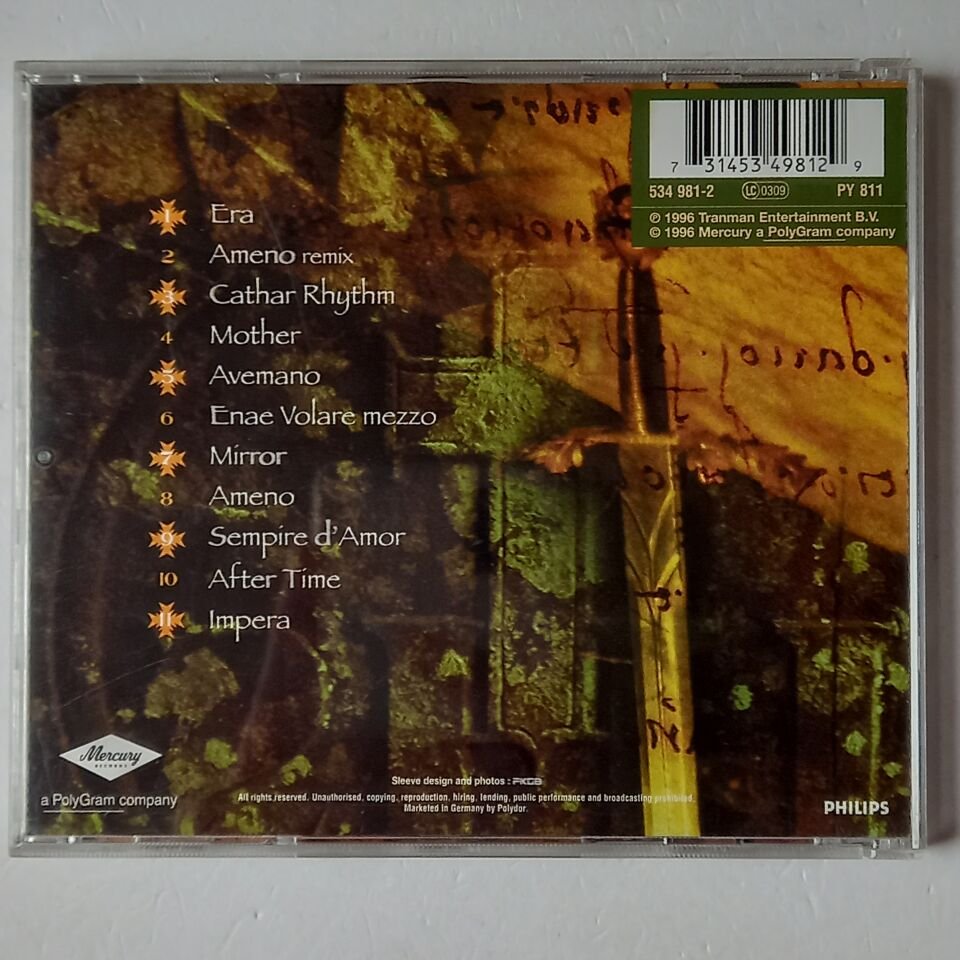 7 31453 49812 9
534 981-2 LC 0309 PY 811
℗ 1996 Tranman Entertainment B.V.
© 1996 Mercury a PolyGram company
1 Era
2 Ameno remix
3 Cathar Rhythm
4 Mother
5 Avemano
6 Enae Volare mezzo
7 Mirror
8 Ameno
9 Sempire d'Amor
10 After Time
11 Impera
Mercury
RECORDS
a PolyGram company
Sleeve design and photos : FKGB
All rights reserved. Unauthorised, copying, reproduction, hiring, lending, public performance and broadcasting prohibited.
Marketed in Germany by Polydor.
PHILIPS